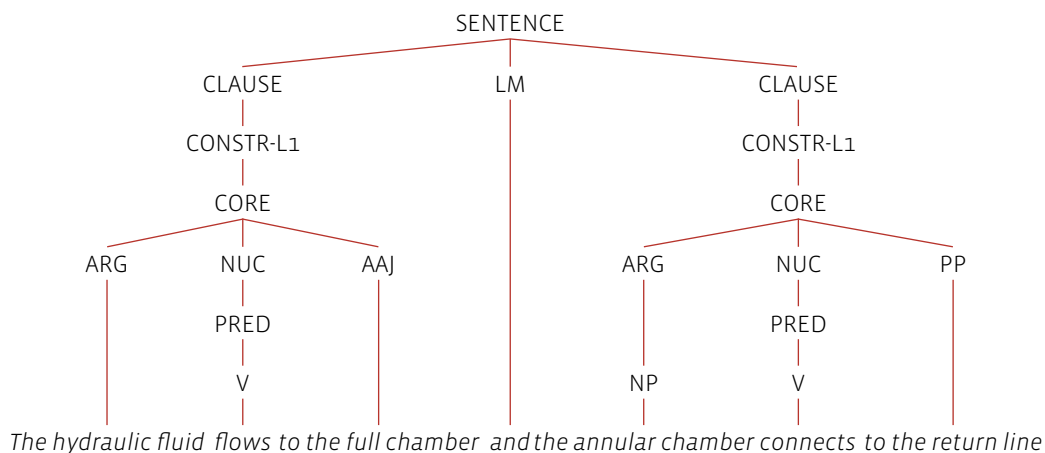 SENTENCE
CLAUSE LM CLAUSE
CONSTR-L1 CONSTR-L1
CORE CORE
ARG NUC AAJ ARG NUC PP
PRED PRED
V NP V
The hydraulic fluid flows to the full chamber and the annular chamber connects to the return line